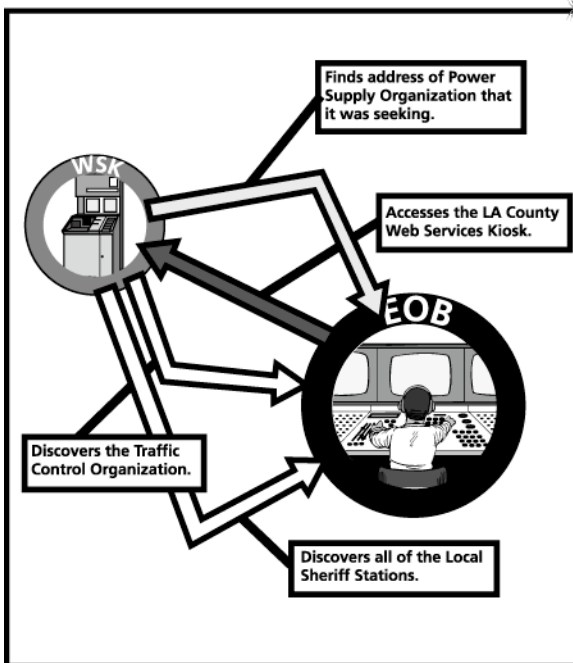 Finds address of Power
Supply Organization that
it was seeking.
WSK
Accesses the LA County
Web Services Kiosk.
EOB
Discovers the Traffic
Control Organization.
Discovers all of the Local
Sheriff Stations.